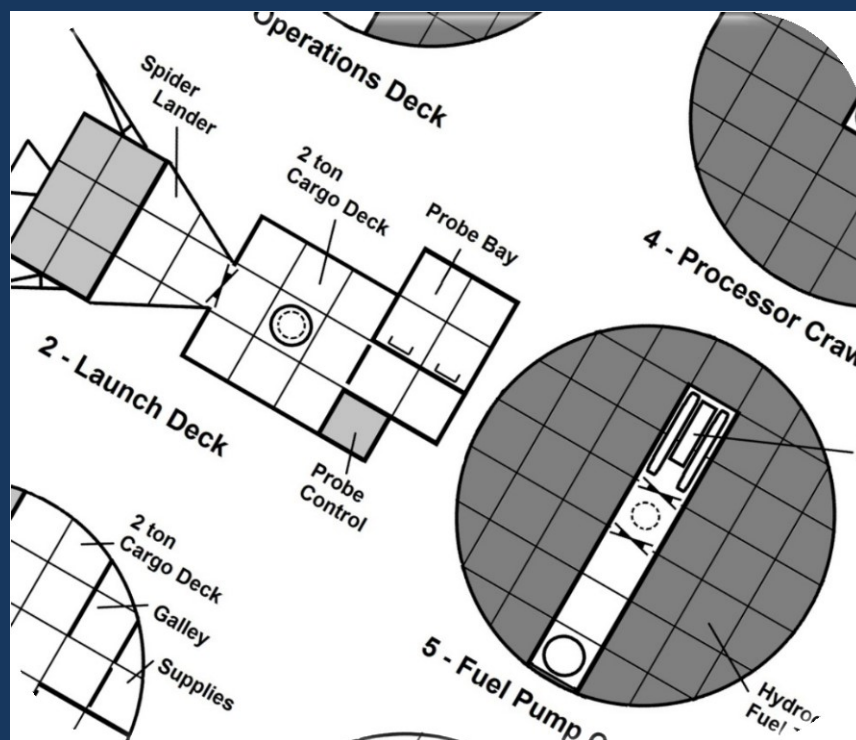 Operations Deck
Spider
Lander
2 ton
Cargo Deck
Probe Bay
4 - Processor
2 - Launch Deck
Probe
Control
2 ton
Cargo Deck
Galley
Supplies
5 - Fuel Pump
Fuel